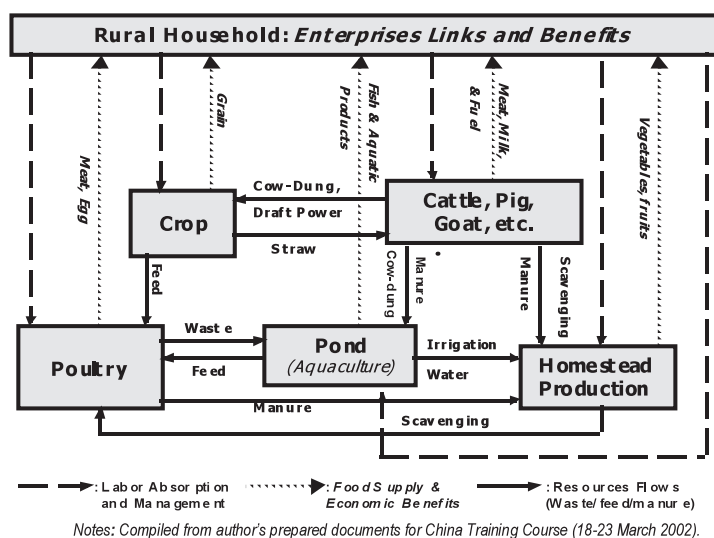 Rural Household: Enterprises Links and Benefits
Meat, Egg
Grain
Fish & Aquatic
Products
Meat, Milk,
& Fuel
Vegetables, fruits
Crop
Cow-Dung,
Draft Power
Straw
Cattle, Pig,
Goat, etc.
Feed
Cow-dung
Manure
Manure
Scavenging
Poultry
Waste
Feed
Pond
(Aquaculture)
Irrigation
Water
Homestead
Production
Manure
Scavenging
: Labor Absorption
and Management
: Food Supply &
Economic Benefits
: Resources Flows
(Waste/feed/manure)
Notes: Compiled from author's prepared documents for China Training Course (18-23 March 2002).